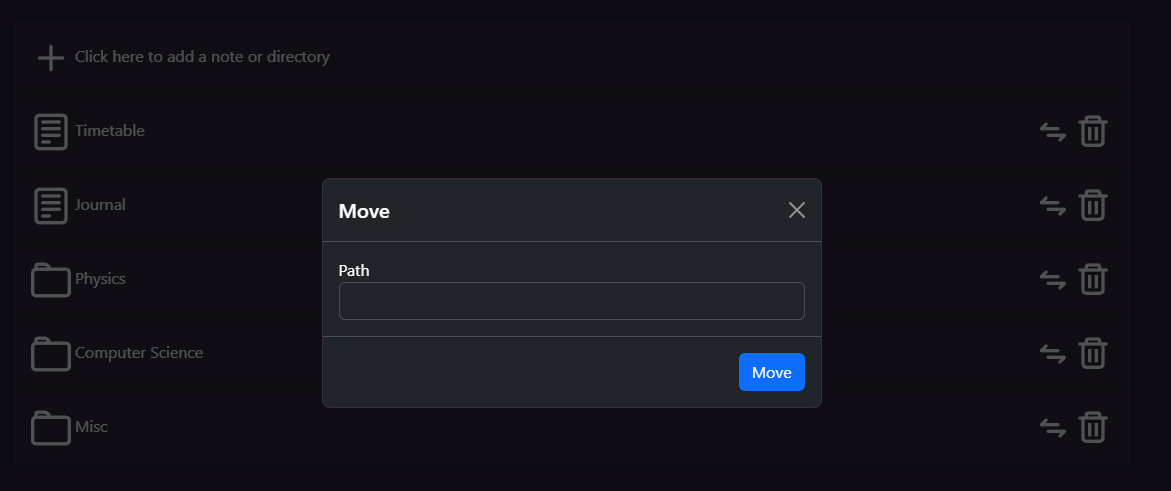 Click here to add a note or directory
Timetable
Journal
Physics
Computer Science
Misc
Move
Path
Move